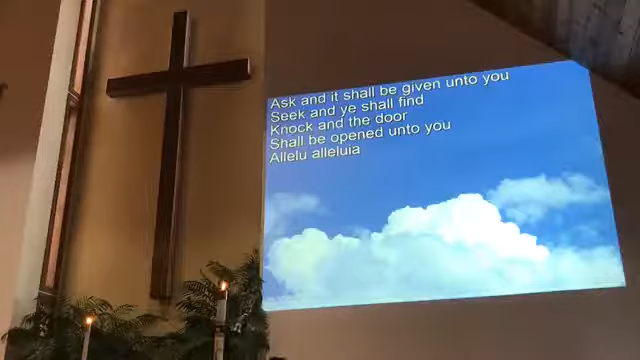 Ask and it shall be given unto you
Seek and ye shall find
Knock and the door
Shall be opened unto you
Allelu alleluia